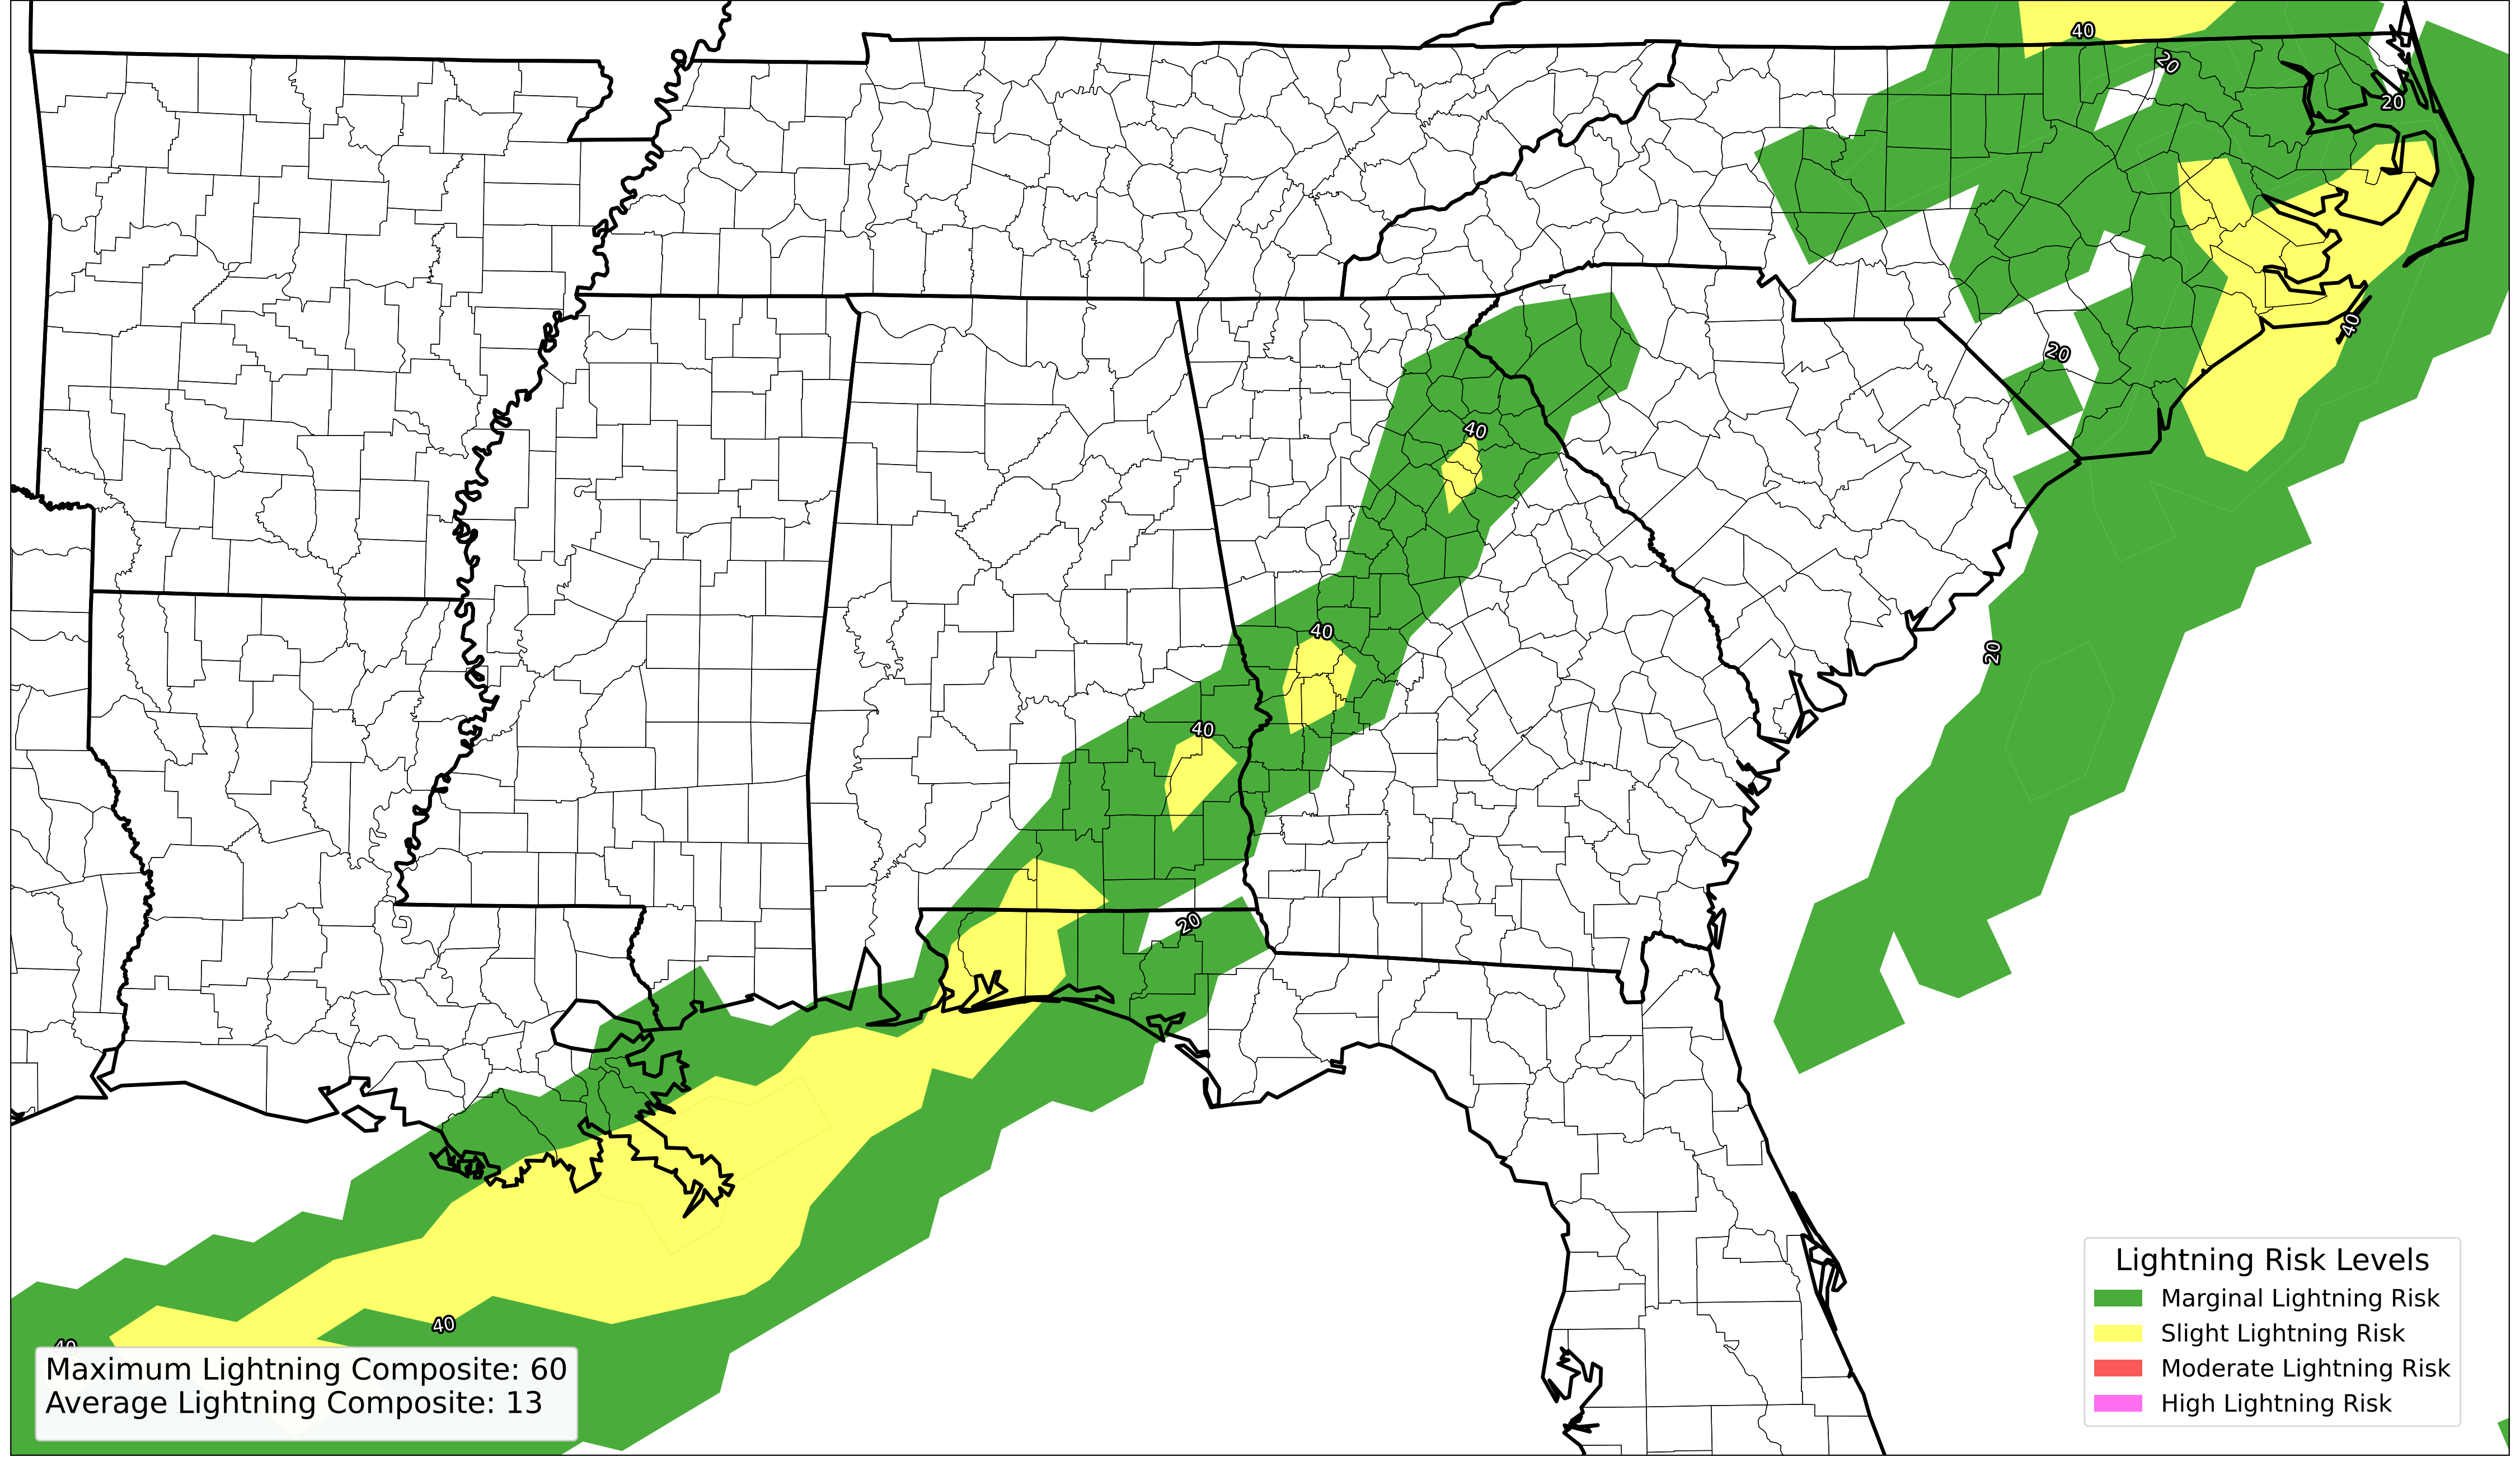 40
20
20
40
20
40
40
20
40
20
40
40
Lightning Risk Levels
Marginal Lightning Risk
Slight Lightning Risk
Moderate Lightning Risk
High Lightning Risk
Maximum Lightning Composite: 60
Average Lightning Composite: 13